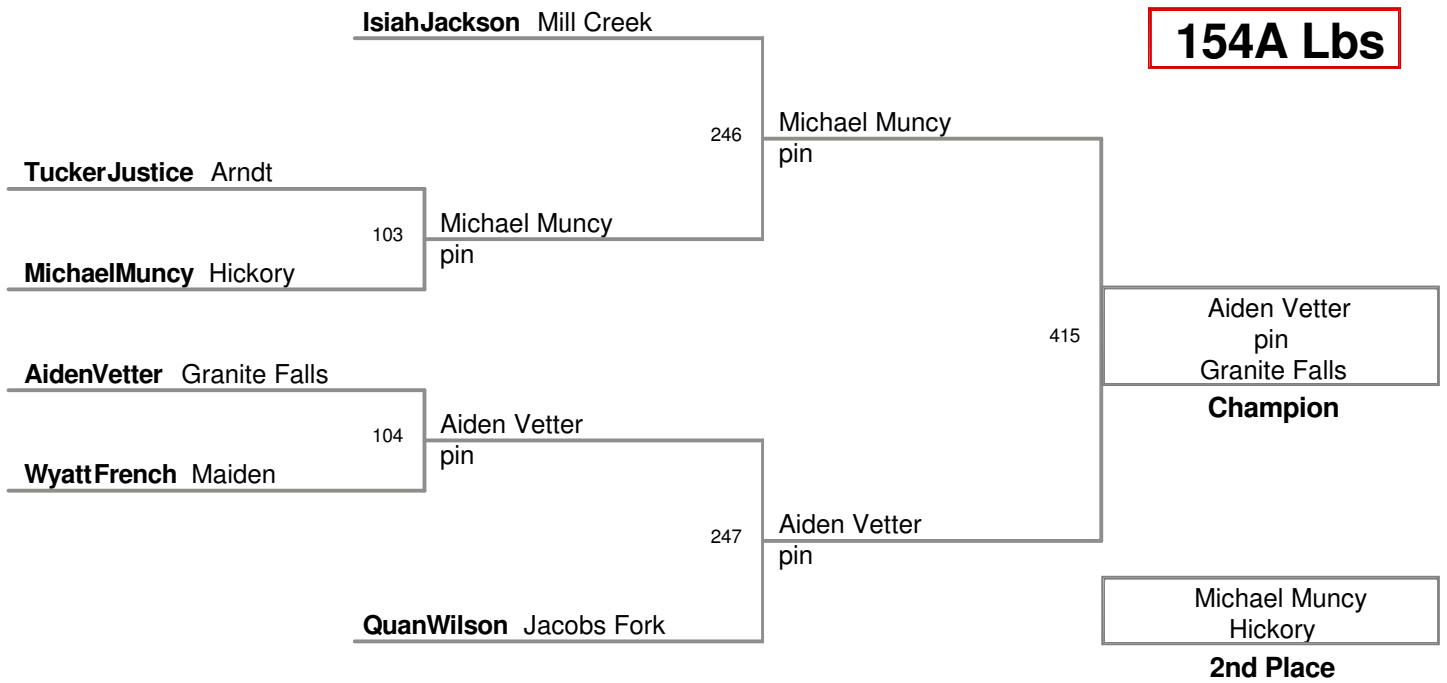 IsiahJackson Mill Creek
154A Lbs
246
Michael Muncy
pin
TuckerJustice Arndt
103
Michael Muncy
pin
MichaelMuncy Hickory
415
Aiden Vetter
pin
Granite Falls
Champion
AidenVetter Granite Falls
104
Aiden Vetter
pin
WyattFrench Maiden
247
Aiden Vetter
pin
QuanWilson Jacobs Fork
Michael Muncy
Hickory
2nd Place